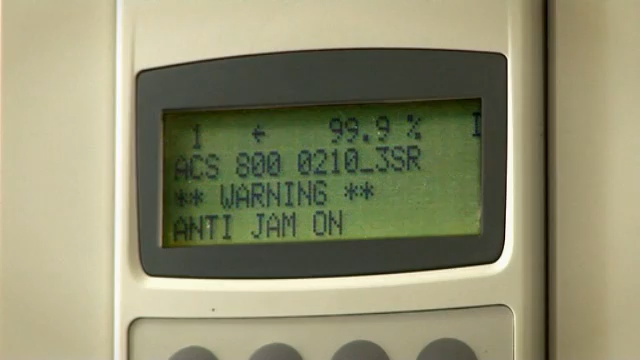 1 ← 99.9 % I
ACS 800 0210_3SR
** WARNING **
ANTI JAM ON